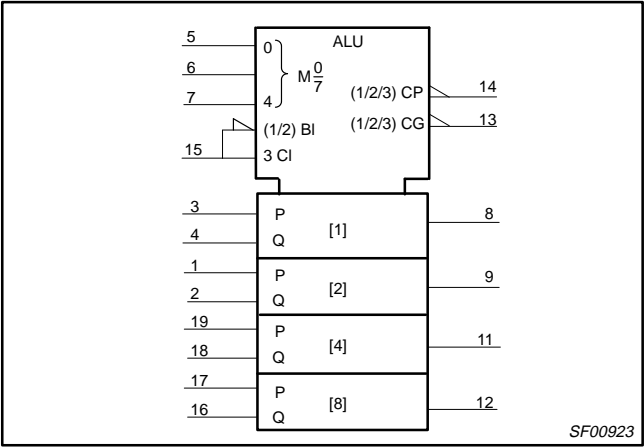 ALU
5
0
6
M 0/7
7
4
(1/2/3) CP
14
(1/2) BI
(1/2/3) CG
13
15
3 CI
3
P
[1]
8
4
Q
1
P
[2]
9
2
Q
19
P
[4]
11
18
Q
17
P
[8]
12
16
Q
SF00923